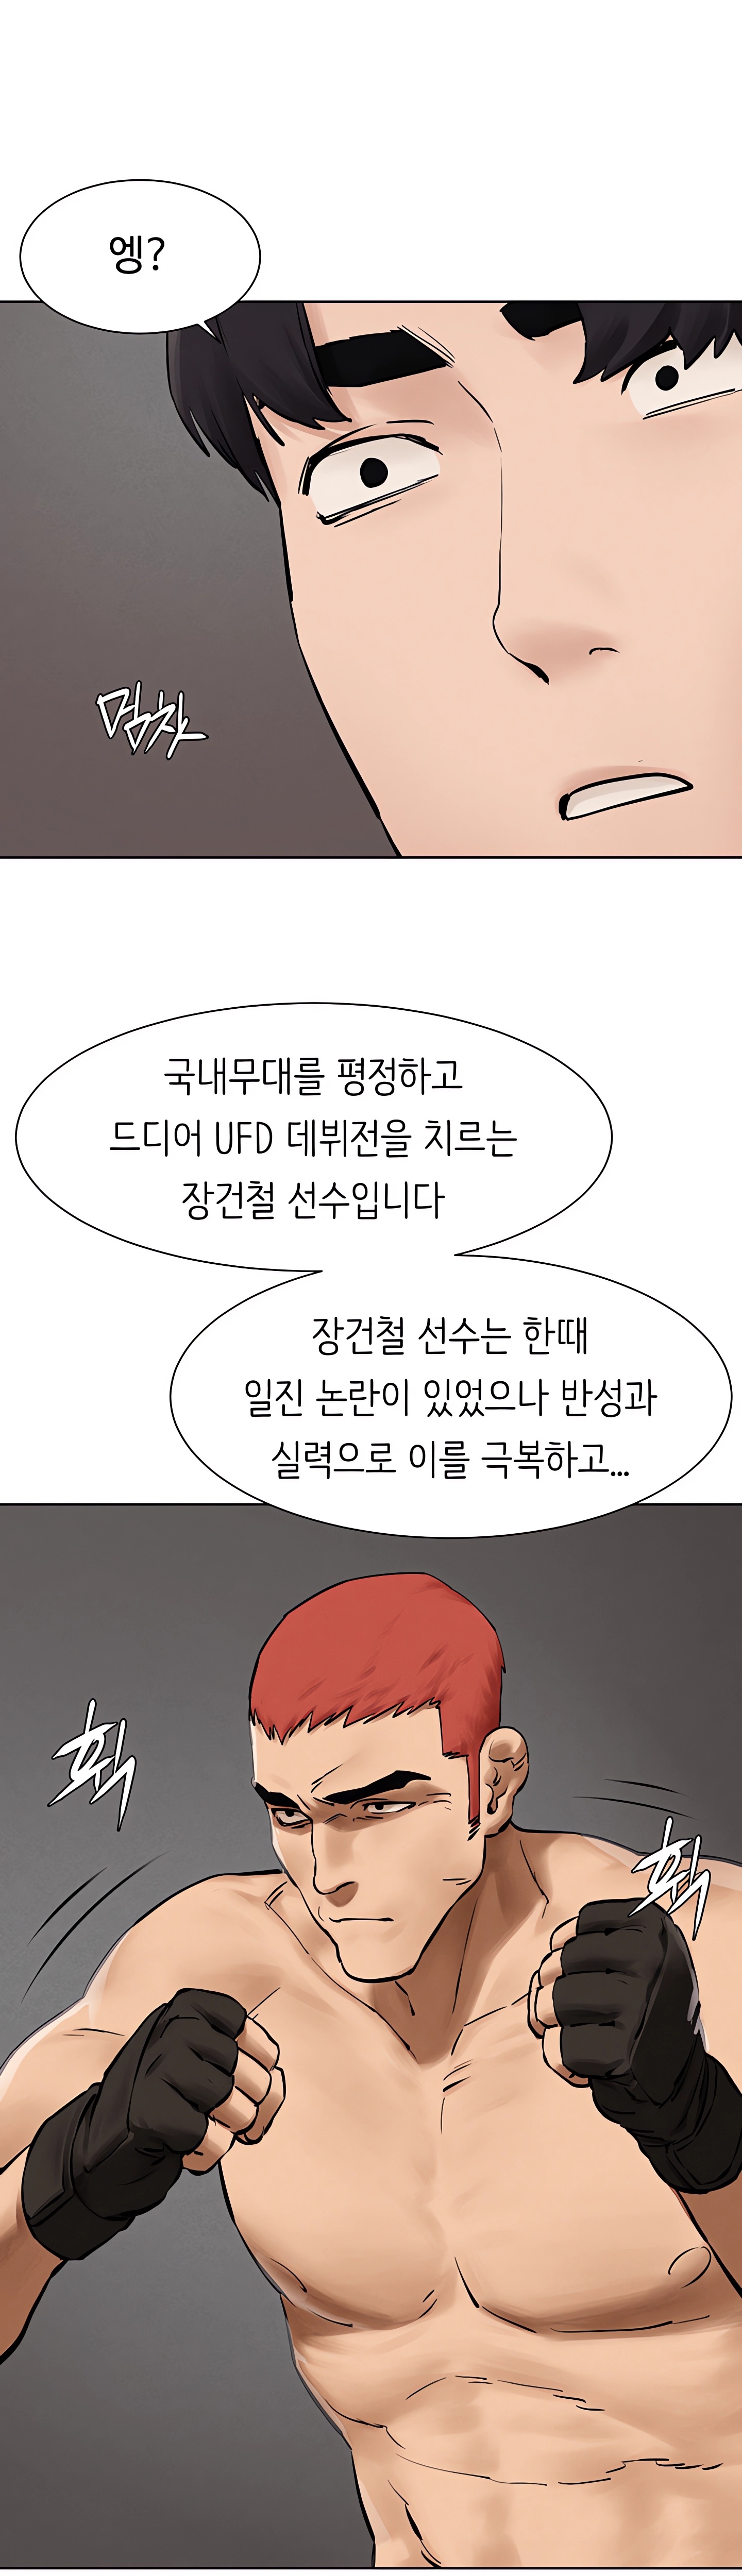 엥?
멈칫
국내무대를 평정하고
드디어 UFD 데뷔전을 치르는
장건철 선수입니다
장건철 선수는 한때
일진 논란이 있었으나 반성과
실력으로 이를 극복하고...
휙
휙